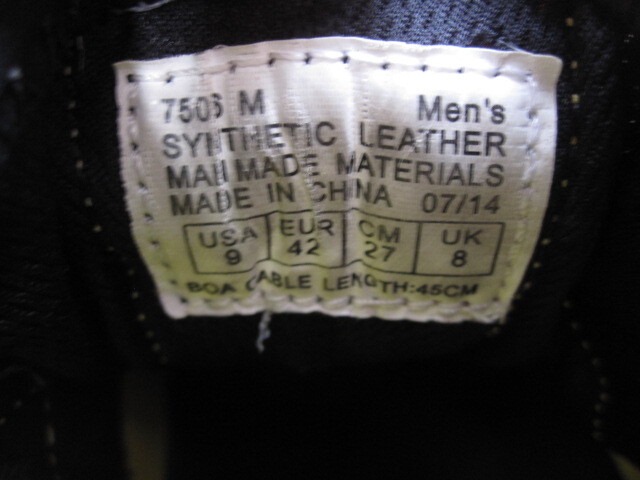 7506 M Men's
SYNTHETIC LEATHER
MAN MADE MATERIALS
MADE IN CHINA 07/14
USA EUR CM UK
9 42 27 8
BOA CABLE LENGTH:45CM